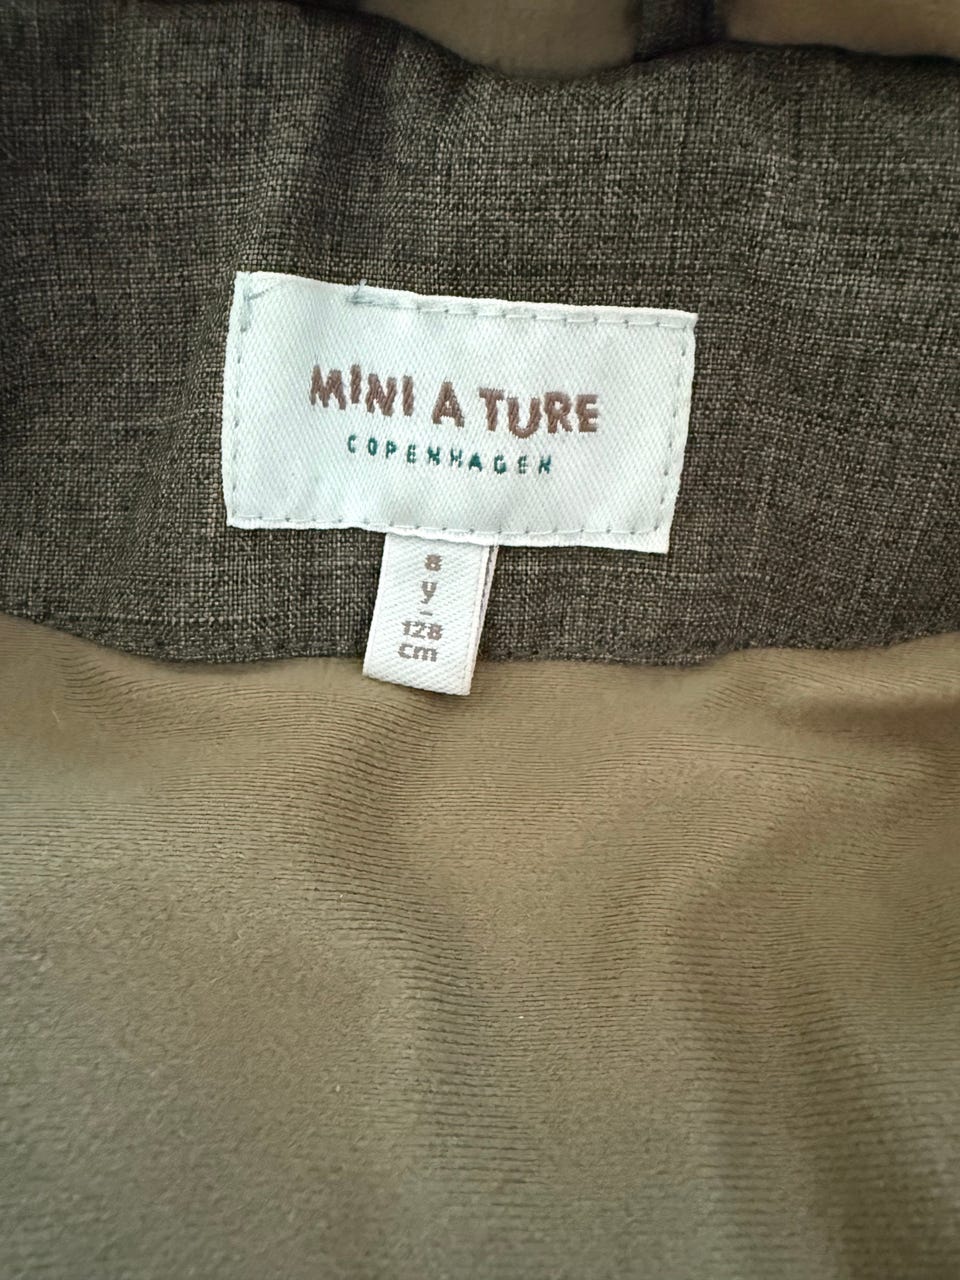 MINI A TURE
COPENHAGEN
8
y
-
128
cm